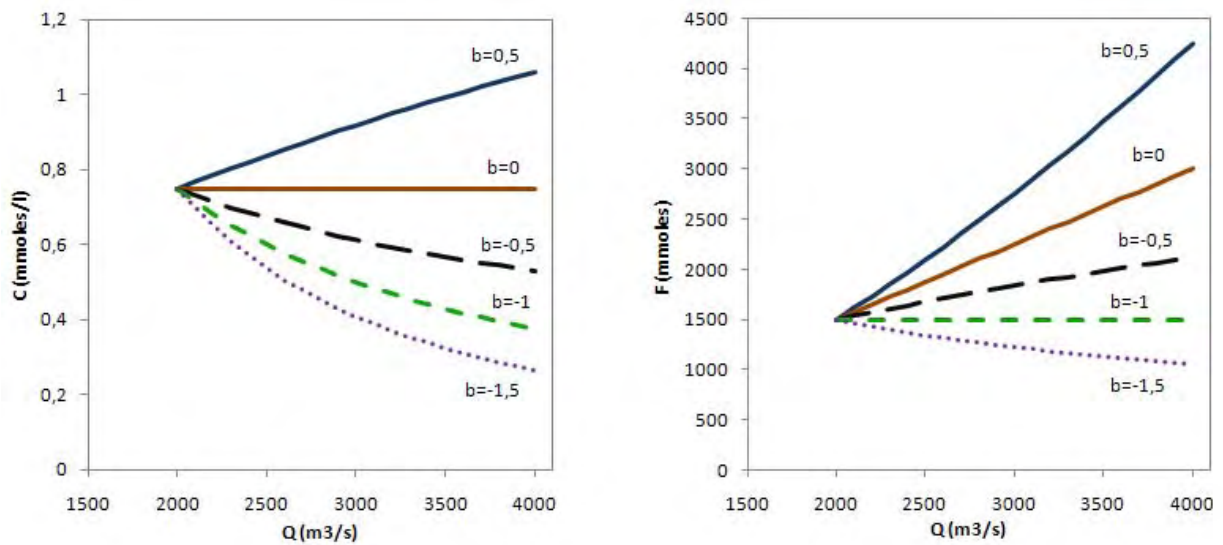 1,2
1
0,8
0,6
0,4
0,2
0
C (mmoles/l)
b=0,5
b=0
b=-0,5
b=-1
b=-1,5
1500 2000 2500 3000 3500 4000
Q (m3/s)
4500
4000
3500
3000
2500
2000
1500
1000
500
0
F (mmoles)
b=0,5
b=0
b=-0,5
b=-1
b=-1,5
1500 2000 2500 3000 3500 4000
Q (m3/s)